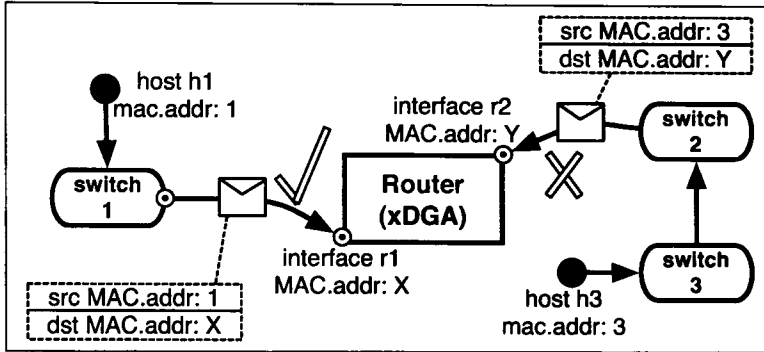 src MAC.addr: 3
dst MAC.addr: Y
host h1
mac.addr: 1
interface r2
MAC.addr: Y
switch
2
switch
1
Router
(xDGA)
interface r1
MAC.addr: X
switch
3
host h3
mac.addr: 3
src MAC.addr: 1
dst MAC.addr: X